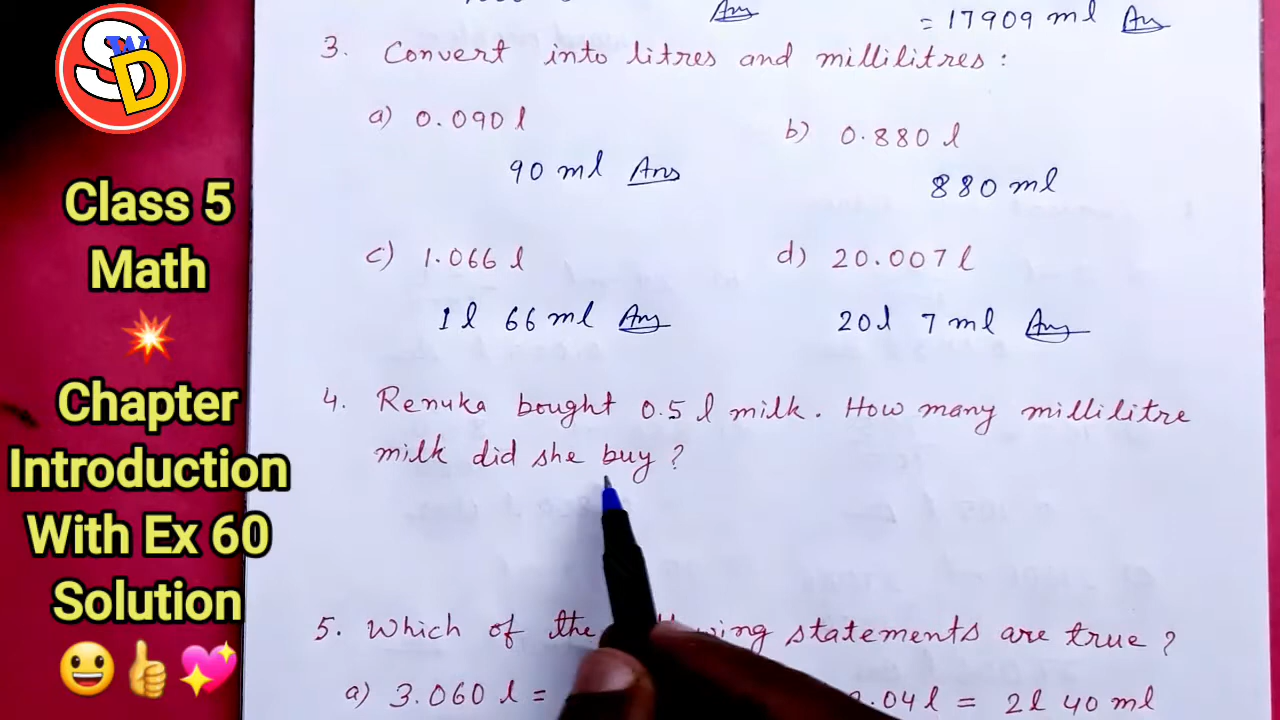 SWD
Class 5
Math
Chapter
Introduction
With Ex 60
Solution
Ans
= 17909 ml Ans
3. Convert into litres and millilitres :
a) 0.090 l
b) 0.880 l
90 ml Ans
880 ml
c) 1.066 l
d) 20.007 l
1 l 66 ml Ans
20 l 7 ml Ans
4. Renuka bought 0.5 l milk. How many millilitre
milk did she buy ?
5. Which of the statements are true ?
a) 3.060 l =
.04 l = 2 l 40 ml